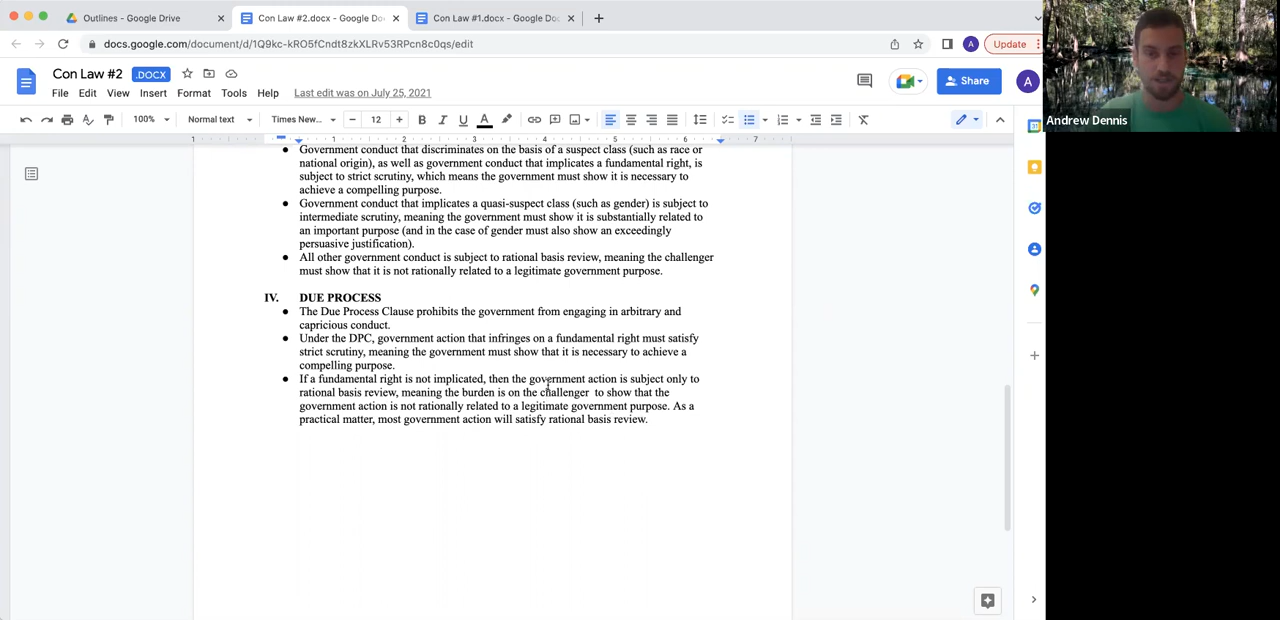 Outlines - Google Drive
Con Law #2.docx - Google Do
Con Law #1.docx - Google Do
docs.google.com/document/d/1Q9kc-kRO5fCndt8zkXLRv53RPcn8c0qs/edit
A
Update
Con Law #2
.DOCX
Share
A
File Edit View Insert Format Tools Help Last edit was on July 25, 2021
Andrew Dennis
100% Normal text Times New... 12 B I U A
1 1 2 3 4 5 6 7
• Government conduct that discriminates on the basis of a suspect class (such as race or
national origin), as well as government conduct that implicates a fundamental right, is
subject to strict scrutiny, which means the government must show it is necessary to
achieve a compelling purpose.
• Government conduct that implicates a quasi-suspect class (such as gender) is subject to
intermediate scrutiny, meaning the government must show it is substantially related to
an important purpose (and in the case of gender must also show an exceedingly
persuasive justification).
• All other government conduct is subject to rational basis review, meaning the challenger
must show that it is not rationally related to a legitimate government purpose.
IV. DUE PROCESS
• The Due Process Clause prohibits the government from engaging in arbitrary and
capricious conduct.
• Under the DPC, government action that infringes on a fundamental right must satisfy
strict scrutiny, meaning the government must show that it is necessary to achieve a
compelling purpose.
• If a fundamental right is not implicated, then the government action is subject only to
rational basis review, meaning the burden is on the challenger to show that the
government action is not rationally related to a legitimate government purpose. As a
practical matter, most government action will satisfy rational basis review.